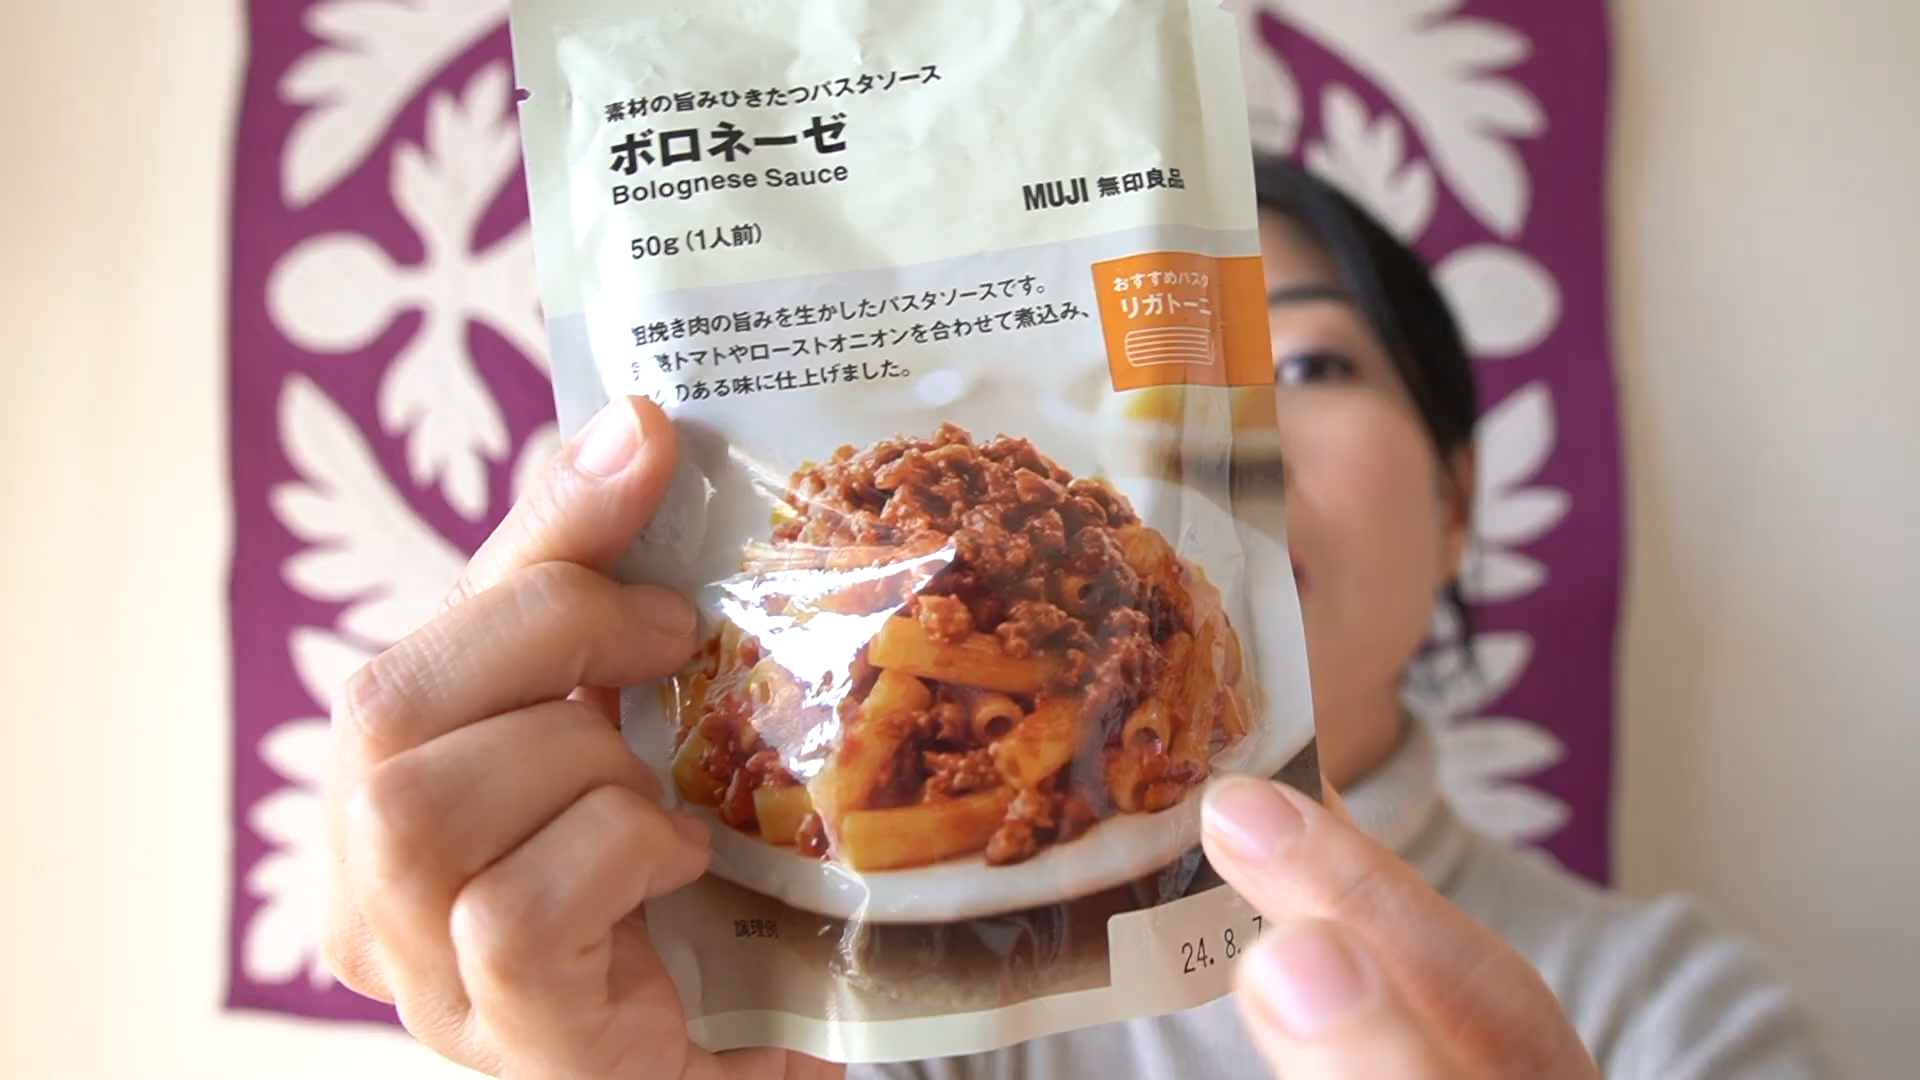 素材の旨みひきたつパスタソース
ボロネーゼ
Bolognese Sauce
MUJI 無印良品
50g（1人前）
粗挽き肉の旨みを生かしたパスタソースです。
トマトやローストオニオンを合わせて煮込み、
のある味に仕上げました。
おすすめパスタ
リガトーニ
調理例
24. 8. 7